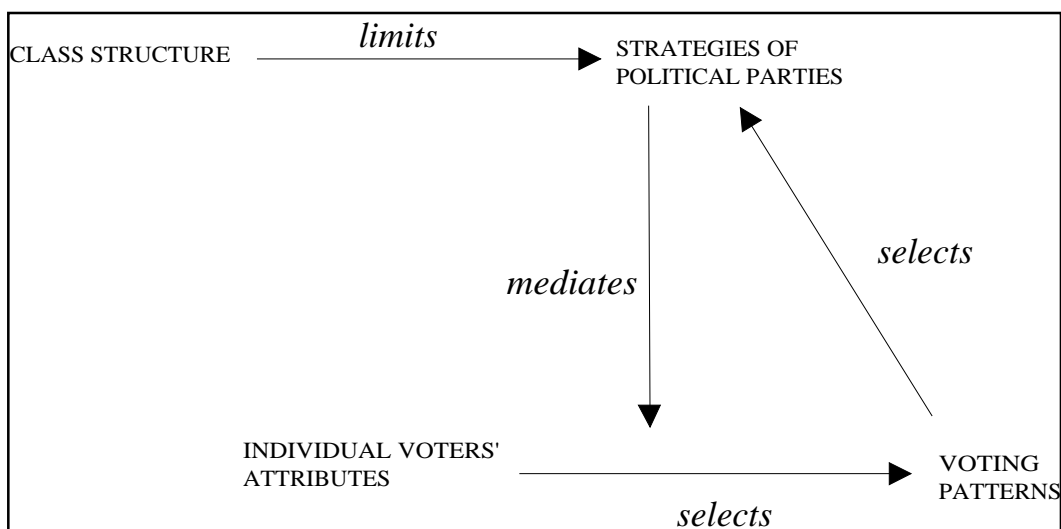 limits
CLASS STRUCTURE
STRATEGIES OF
POLITICAL PARTIES
selects
mediates
INDIVIDUAL VOTERS'
ATTRIBUTES
VOTING
PATTERNS
selects